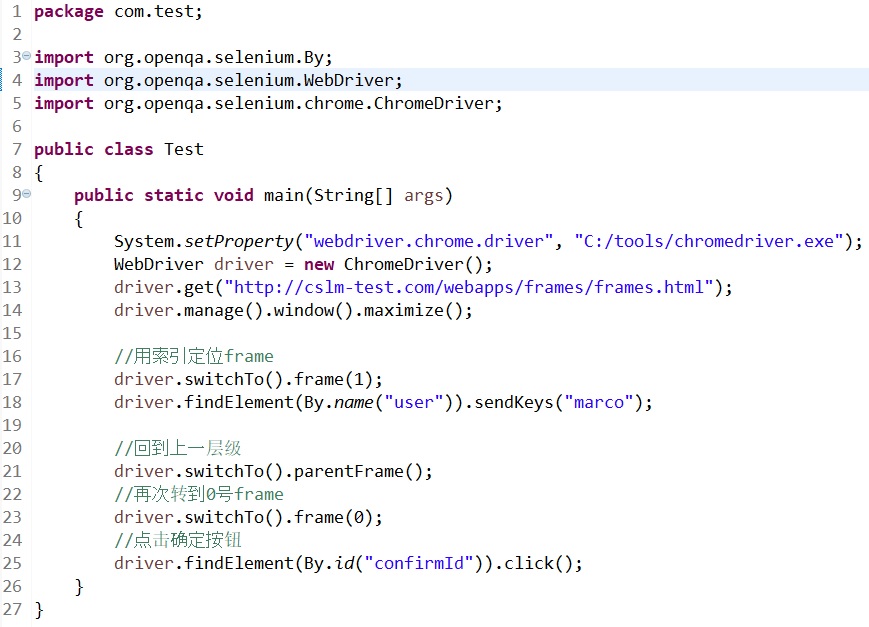 1 package com.test;
2
3 import org.openqa.selenium.By;
4 import org.openqa.selenium.WebDriver;
5 import org.openqa.selenium.chrome.ChromeDriver;
6
7 public class Test
8 {
9     public static void main(String[] args)
10     {
11         System.setProperty("webdriver.chrome.driver", "C:/tools/chromedriver.exe");
12         WebDriver driver = new ChromeDriver();
13         driver.get("http://cslm-test.com/webapps/frames/frames.html");
14         driver.manage().window().maximize();
15
16         //用索引定位frame
17         driver.switchTo().frame(1);
18         driver.findElement(By.name("user")).sendKeys("marco");
19
20         //回到上一层级
21         driver.switchTo().parentFrame();
22         //再次转到0号frame
23         driver.switchTo().frame(0);
24         //点击确定按钮
25         driver.findElement(By.id("confirmId")).click();
26     }
27 }